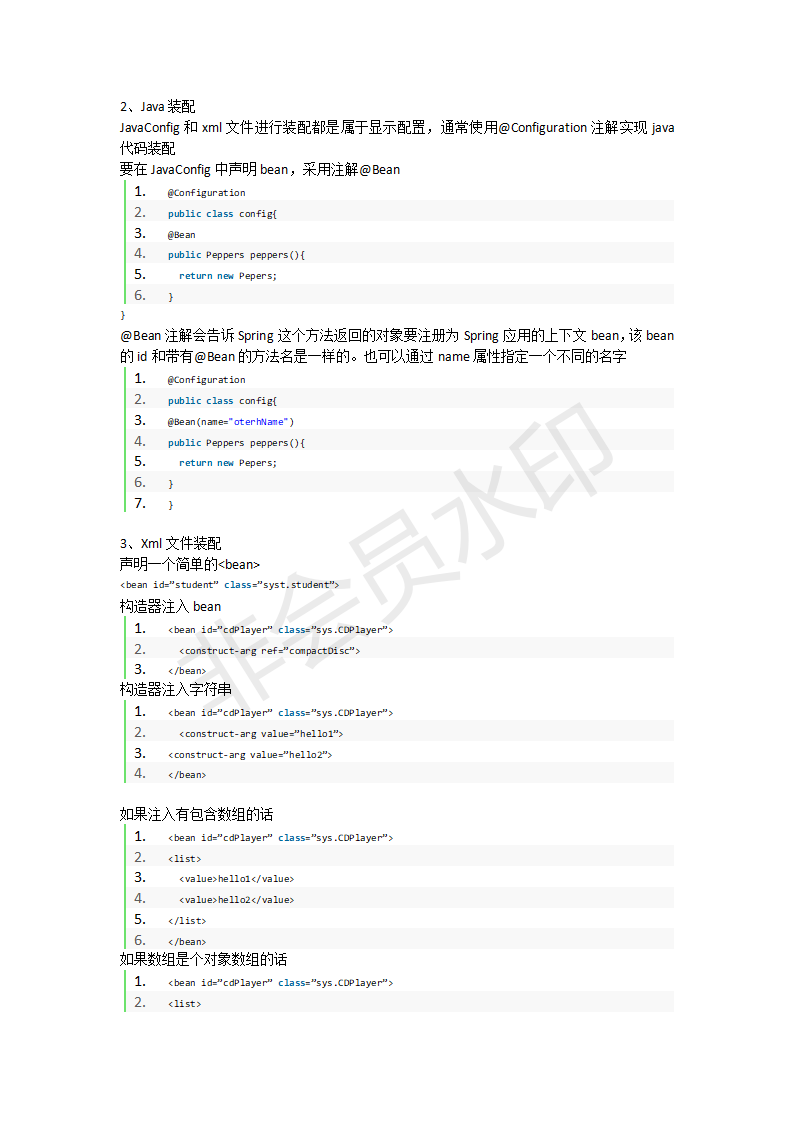 2、Java 装配
JavaConfig 和 xml 文件进行装配都是属于显示配置，通常使用@Configuration 注解实现 java
代码装配
要在 JavaConfig 中声明 bean，采用注解@Bean
1. @Configuration
2. public class config{
3. @Bean
4. public Peppers peppers(){
5. return new Pepers;
6. }
}
@Bean 注解会告诉 Spring 这个方法返回的对象要注册为 Spring 应用的上下文 bean，该 bean
的 id 和带有@Bean 的方法名是一样的。也可以通过 name 属性指定一个不同的名字
1. @Configuration
2. public class config{
3. @Bean(name="oterhName")
4. public Peppers peppers(){
5. return new Pepers;
6. }
7. }
3、Xml 文件装配
声明一个简单的<bean>
<bean id=”student” class=”syst.student”>
构造器注入 bean
1. <bean id=”cdPlayer” class=”sys.CDPlayer”>
2. <construct-arg ref=”compactDisc”>
3. </bean>
构造器注入字符串
1. <bean id=”cdPlayer” class=”sys.CDPlayer”>
2. <construct-arg value=”hello1”>
3. <construct-arg value=”hello2”>
4. </bean>
如果注入有包含数组的话
1. <bean id=”cdPlayer” class=”sys.CDPlayer”>
2. <list>
3. <value>hello1</value>
4. <value>hello2</value>
5. </list>
6. </bean>
如果数组是个对象数组的话
1. <bean id=”cdPlayer” class=”sys.CDPlayer”>
2. <list>
非会员水印